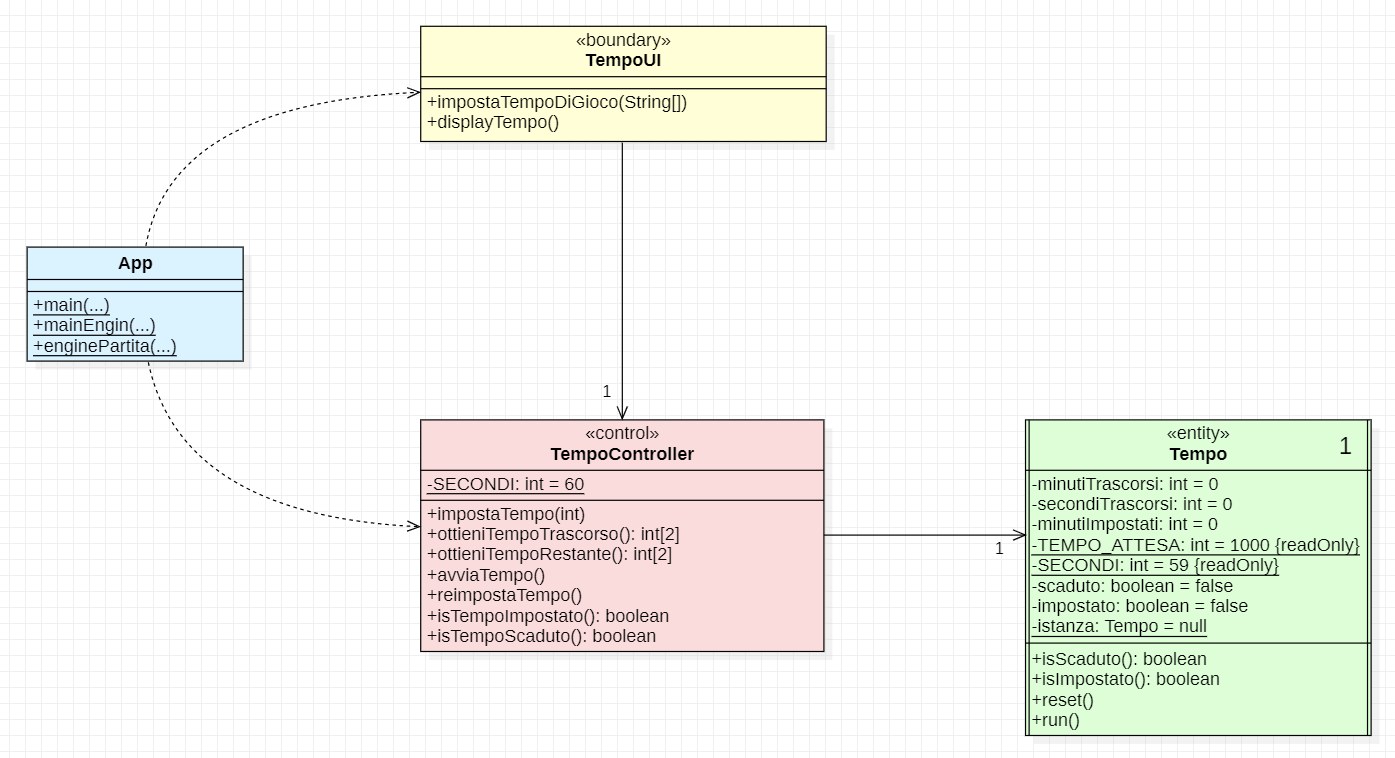 «boundary»
TempoUI
+impostaTempoDiGioco(String[])
+displayTempo()
App
+main(...)
+mainEngin(...)
+enginePartita(...)
1
«control»
TempoController
-SECONDI: int = 60
+impostaTempo(int)
+ottieniTempoTrascorso(): int[2]
+ottieniTempoRestante(): int[2]
+avviaTempo()
+reimpostaTempo()
+isTempoImpostato(): boolean
+isTempoScaduto(): boolean
1
«entity»
Tempo
1
-minutiTrascorsi: int = 0
-secondiTrascorsi: int = 0
-minutiImpostati: int = 0
-TEMPO_ATTESA: int = 1000 {readOnly}
-SECONDI: int = 59 {readOnly}
-scaduto: boolean = false
-impostato: boolean = false
-istanza: Tempo = null
+isScaduto(): boolean
+isImpostato(): boolean
+reset()
+run()